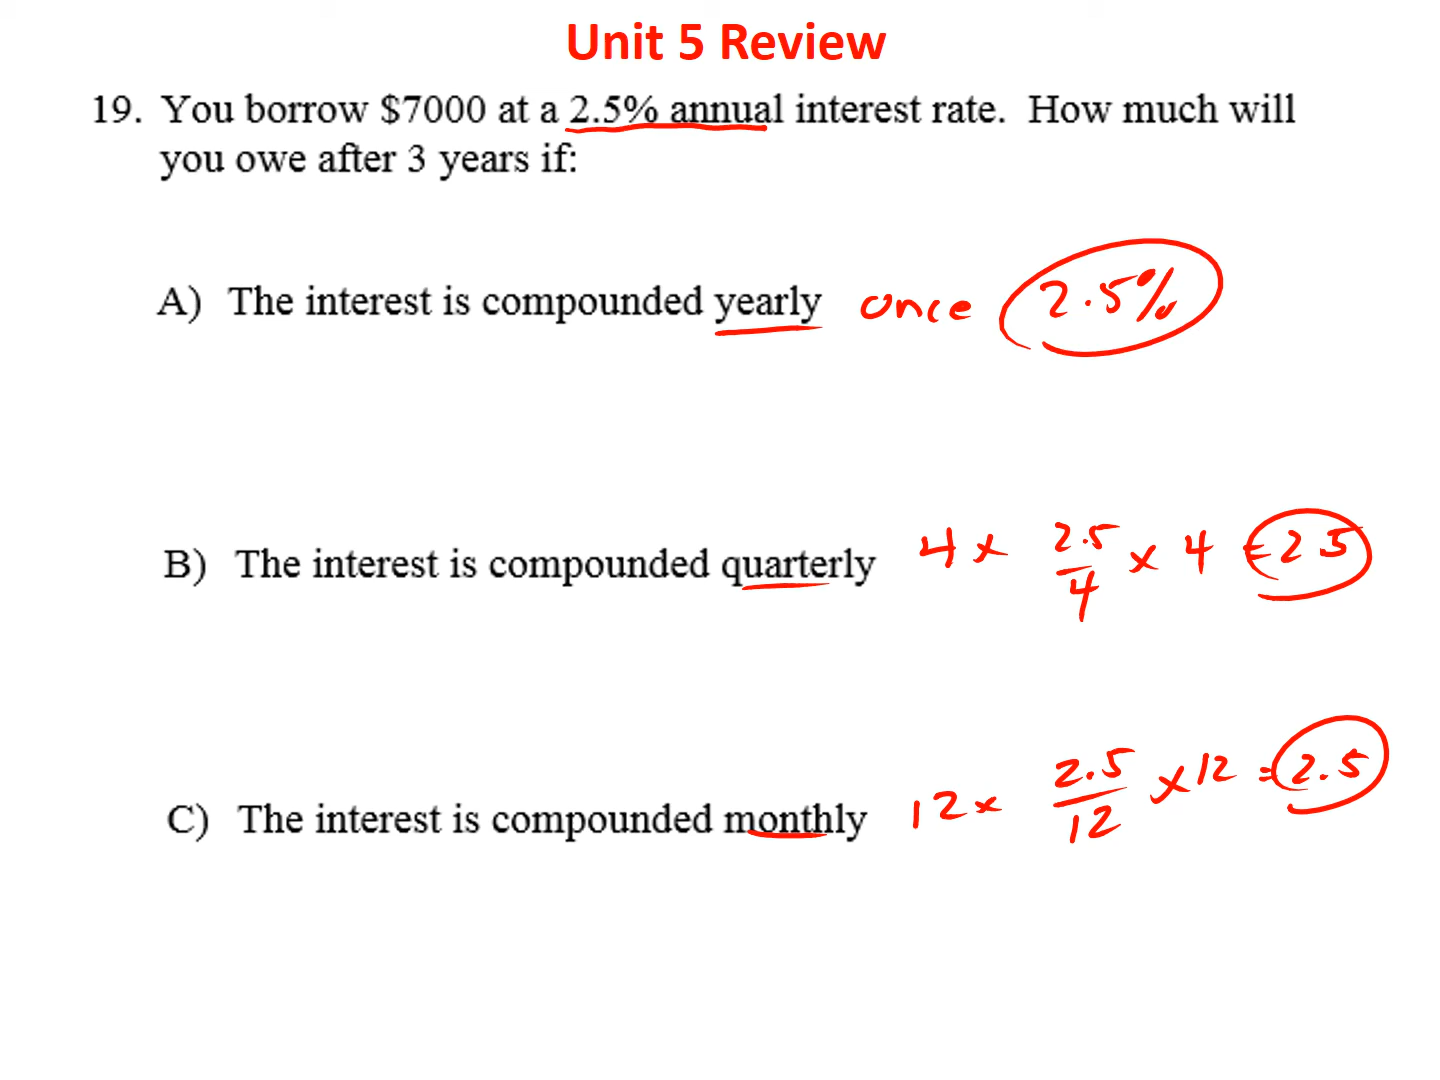 Unit 5 Review
19. You borrow $7000 at a 2.5% annual interest rate. How much will
you owe after 3 years if:
A) The interest is compounded yearly once 2.5%
B) The interest is compounded quarterly 4x 2.5/4 x 4 = 2.5
C) The interest is compounded monthly 12x 2.5/12 x 12 = 2.5